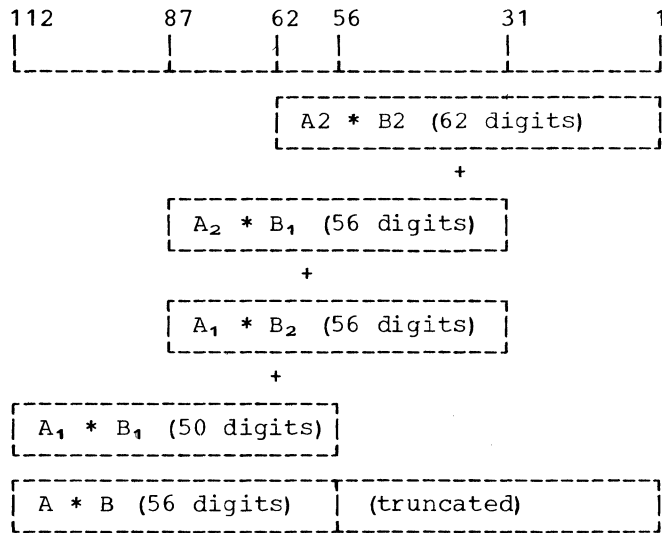 112 87 62 56 31 1
A2 * B2 (62 digits)
+
A₂ * B₁ (56 digits)
+
A₁ * B₂ (56 digits)
+
A₁ * B₁ (50 digits)
A * B (56 digits) (truncated)